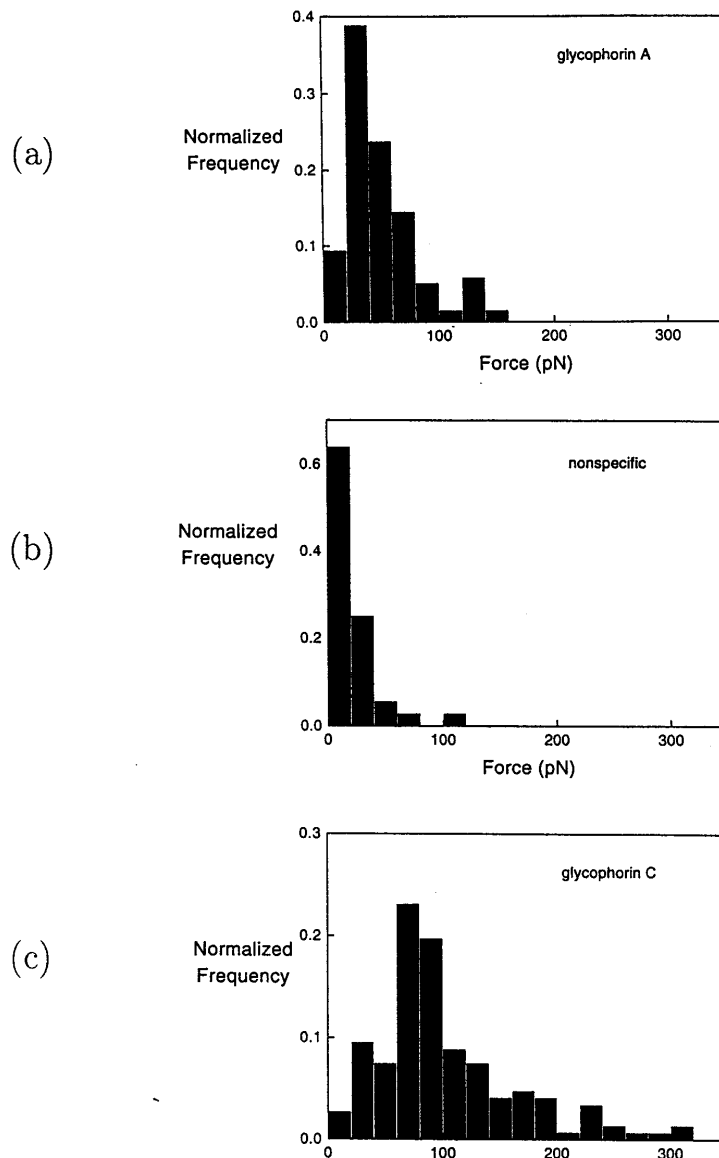 (a)
Normalized
Frequency
glycophorin A
0.4
0.3
0.2
0.1
0.0
0 100 200 300
Force (pN)
(b)
Normalized
Frequency
nonspecific
0.6
0.4
0.2
0.0
0 100 200 300
Force (pN)
(c)
Normalized
Frequency
glycophorin C
0.3
0.2
0.1
0.0
0 100 200 300